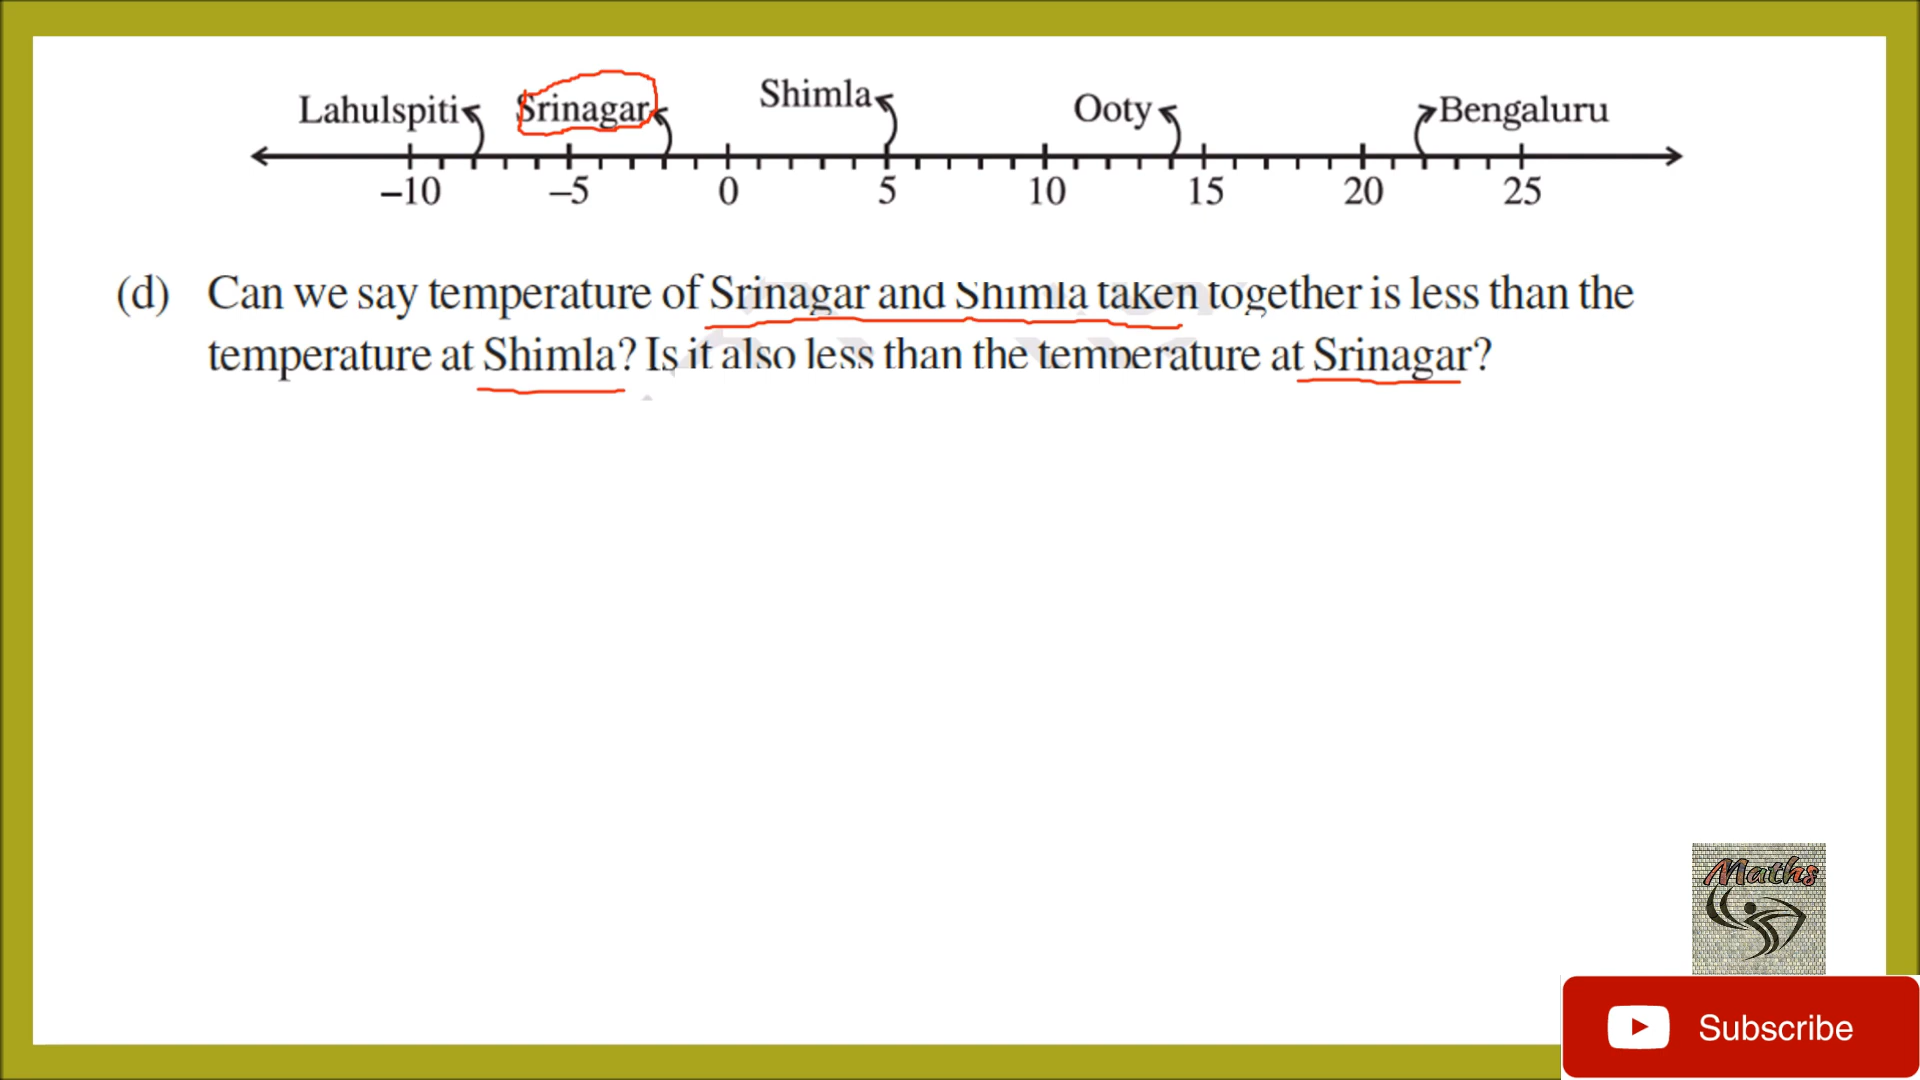 Lahulspiti Srinagar Shimla Ooty Bengaluru
–10 –5 0 5 10 15 20 25
(d) Can we say temperature of Srinagar and Shimla taken together is less than the
temperature at Shimla? Is it also less than the temperature at Srinagar?
Maths
Subscribe